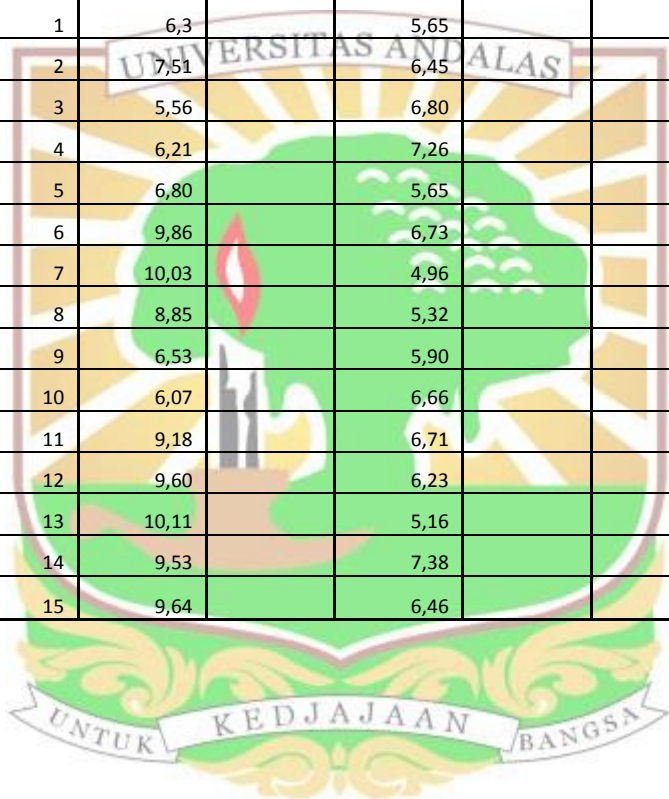 1 6,3 5,65
UNIVERSITAS ANDALAS
2 7,51 6,45
3 5,56 6,80
4 6,21 7,26
5 6,80 5,65
6 9,86 6,73
7 10,03 4,96
8 8,85 5,32
9 6,53 5,90
10 6,07 6,66
11 9,18 6,71
12 9,60 6,23
13 10,11 5,16
14 9,53 7,38
15 9,64 6,46
UNTUK KEDJAJAAN BANGSA